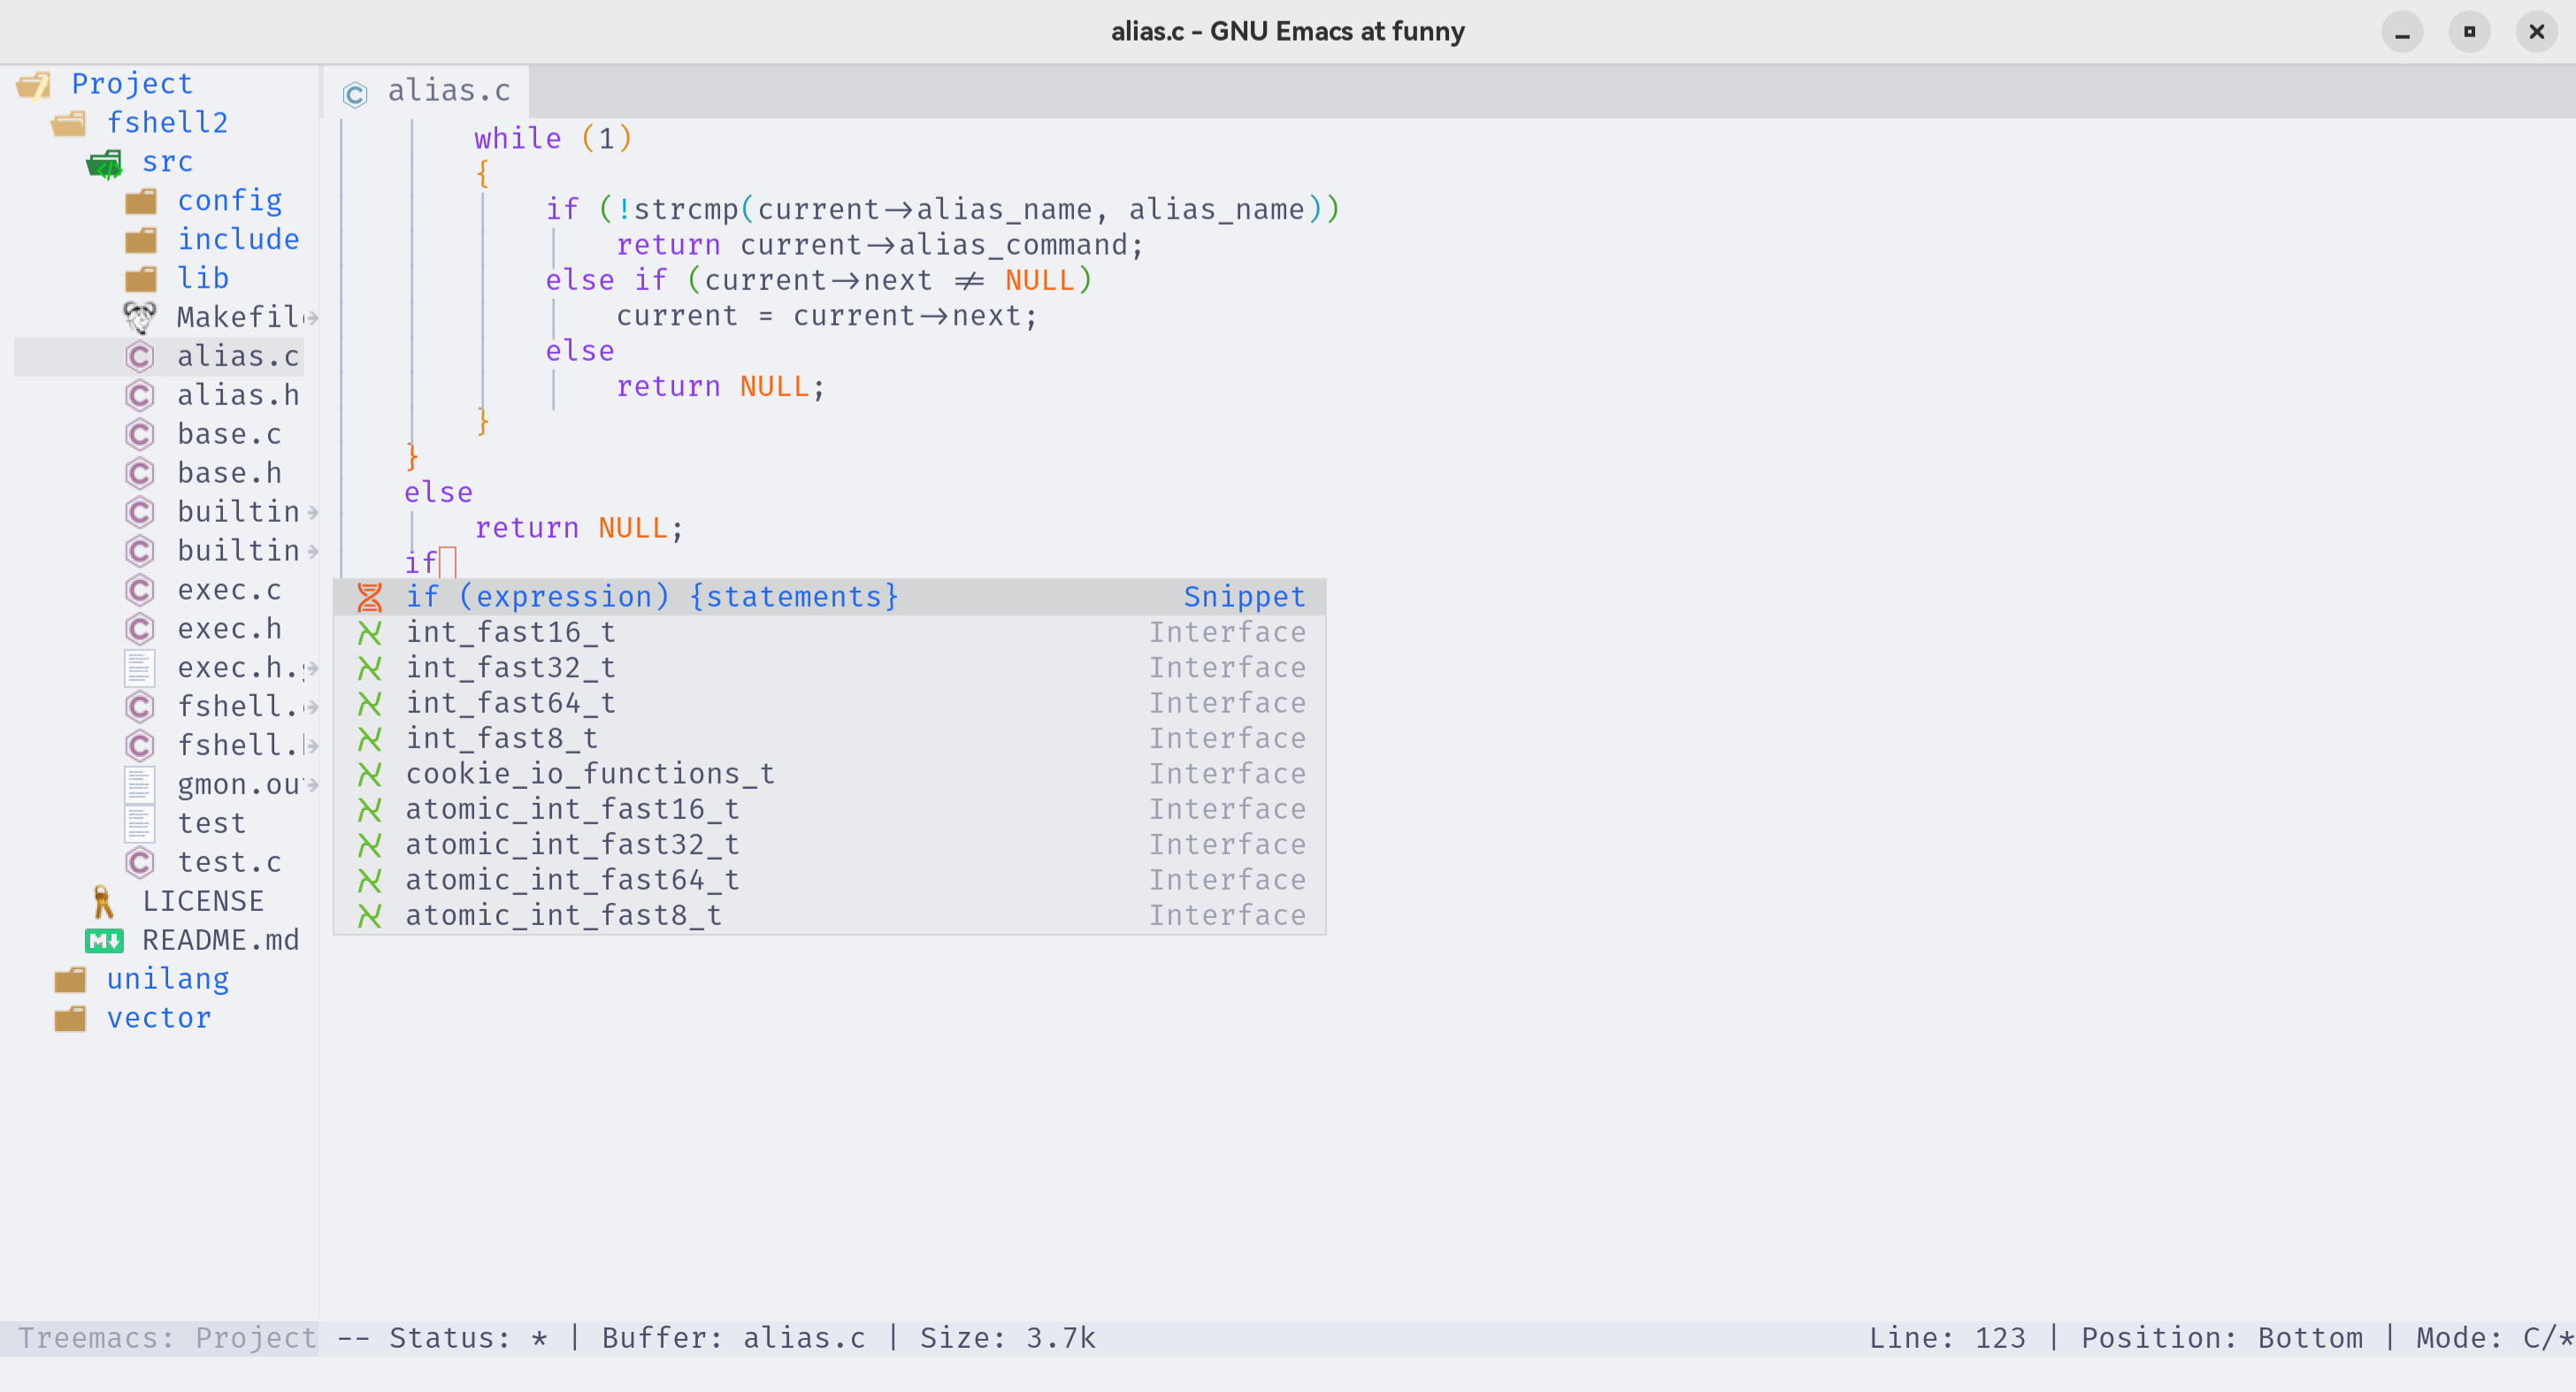 alias.c – GNU Emacs at funny
Project
fshell2
src
config
include
lib
Makefil
alias.c
alias.h
base.c
base.h
builtin
builtin
exec.c
exec.h
exec.h.
fshell.
fshell.
gmon.ou
test
test.c
LICENSE
README.md
unilang
vector
Treemacs: Project
alias.c
while (1)
{
if (!strcmp(current->alias_name, alias_name))
return current->alias_command;
else if (current->next != NULL)
current = current->next;
else
return NULL;
}
}
else
return NULL;
if
if (expression) {statements} Snippet
int_fast16_t Interface
int_fast32_t Interface
int_fast64_t Interface
int_fast8_t Interface
cookie_io_functions_t Interface
atomic_int_fast16_t Interface
atomic_int_fast32_t Interface
atomic_int_fast64_t Interface
atomic_int_fast8_t Interface
-- Status: * | Buffer: alias.c | Size: 3.7k Line: 123 | Position: Bottom | Mode: C/*